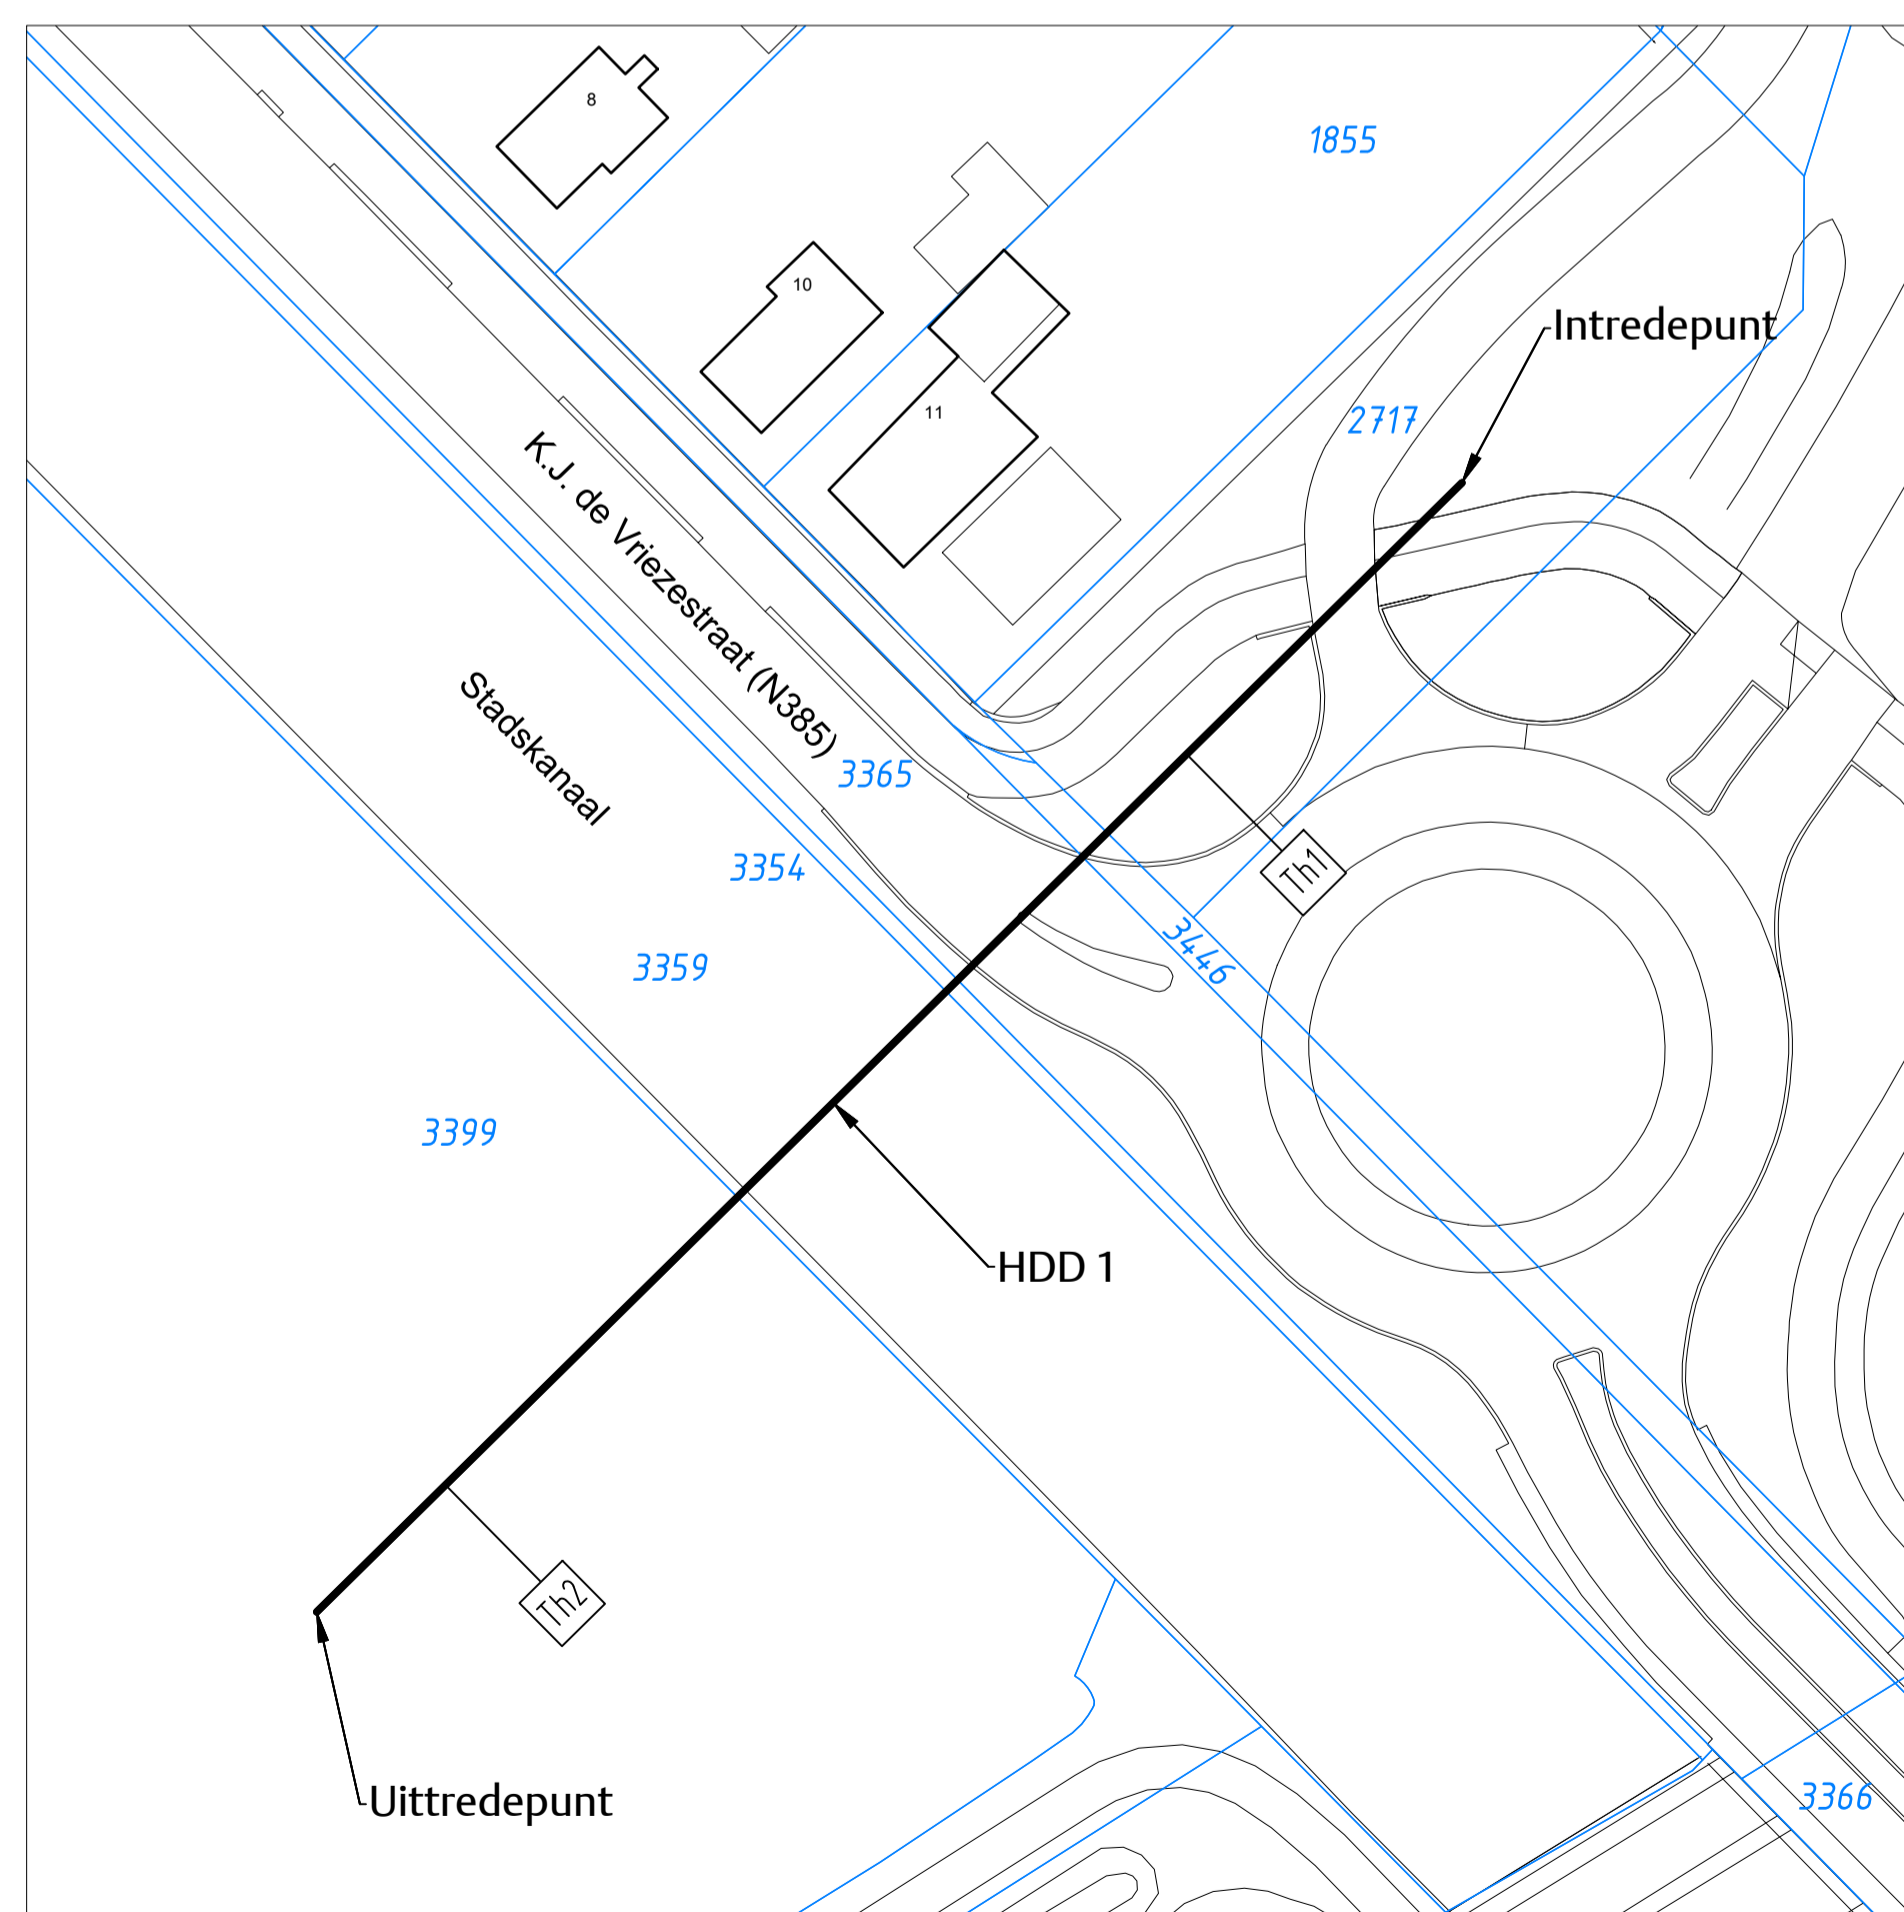 8
1855
10
Intredepunt
11
2717
K.J. de Vriezestraat (N385)
Stadskanaal
3365
3354
Th1
3446
3359
3399
HDD 1
Th2
Uittredepunt
3366